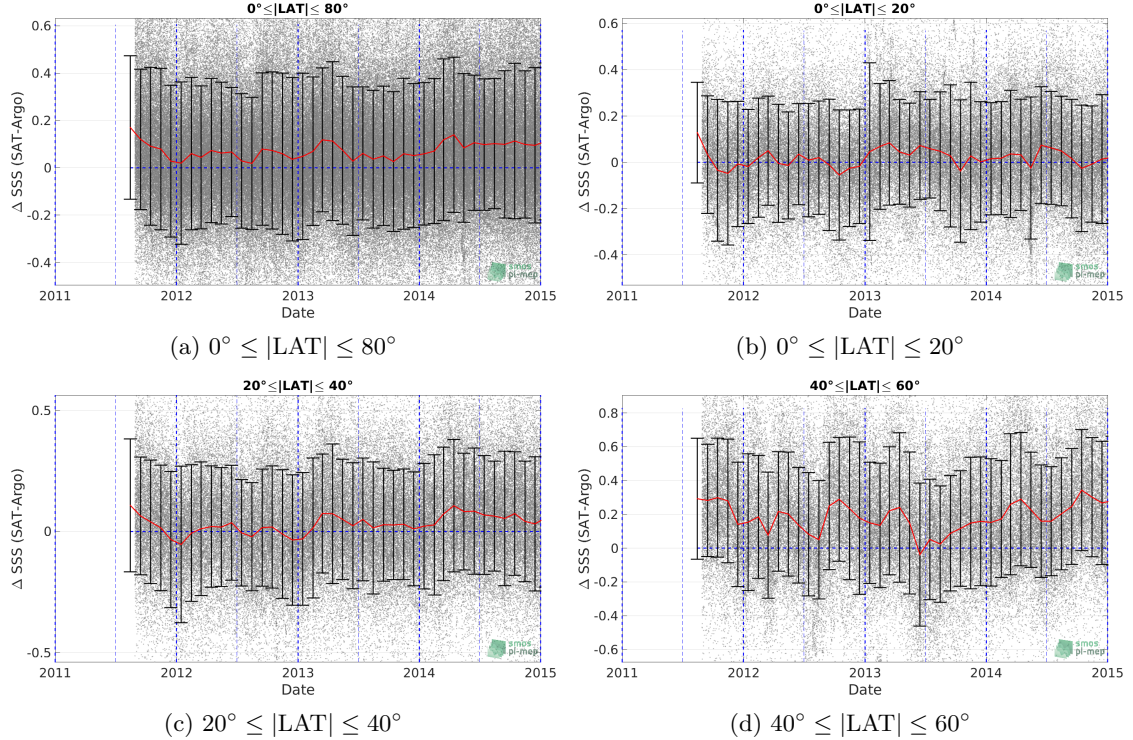 0°≤|LAT|≤ 80°
Δ SSS (SAT-Argo)
0.6
0.4
0.2
0
-0.2
-0.4
smos
pi-mep
2011 2012 2013 2014 2015
Date
(a) 0° ≤ |LAT| ≤ 80°
0°≤|LAT|≤ 20°
Δ SSS (SAT-Argo)
0.6
0.4
0.2
0
-0.2
-0.4
smos
pi-mep
2011 2012 2013 2014 2015
Date
(b) 0° ≤ |LAT| ≤ 20°
20°≤|LAT|≤ 40°
Δ SSS (SAT-Argo)
0.5
0
-0.5
smos
pi-mep
2011 2012 2013 2014 2015
Date
(c) 20° ≤ |LAT| ≤ 40°
40°≤|LAT|≤ 60°
Δ SSS (SAT-Argo)
0.8
0.6
0.4
0.2
0
-0.2
-0.4
-0.6
smos
pi-mep
2011 2012 2013 2014 2015
Date
(d) 40° ≤ |LAT| ≤ 60°